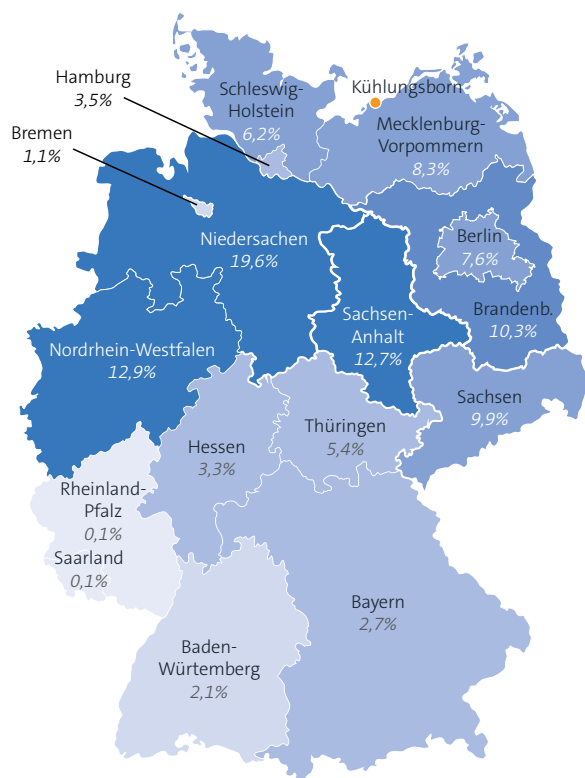 Hamburg
3,5%
Bremen
1,1%
Schleswig-
Holstein
6,2%
Kühlungsborn
Mecklenburg-
Vorpommern
8,3%
Niedersachen
19,6%
Berlin
7,6%
Brandenb.
10,3%
Sachsen-
Anhalt
12,7%
Nordrhein-Westfalen
12,9%
Sachsen
9,9%
Thüringen
5,4%
Hessen
3,3%
Rheinland-
Pfalz
0,1%
Saarland
0,1%
Bayern
2,7%
Baden-
Würtemberg
2,1%